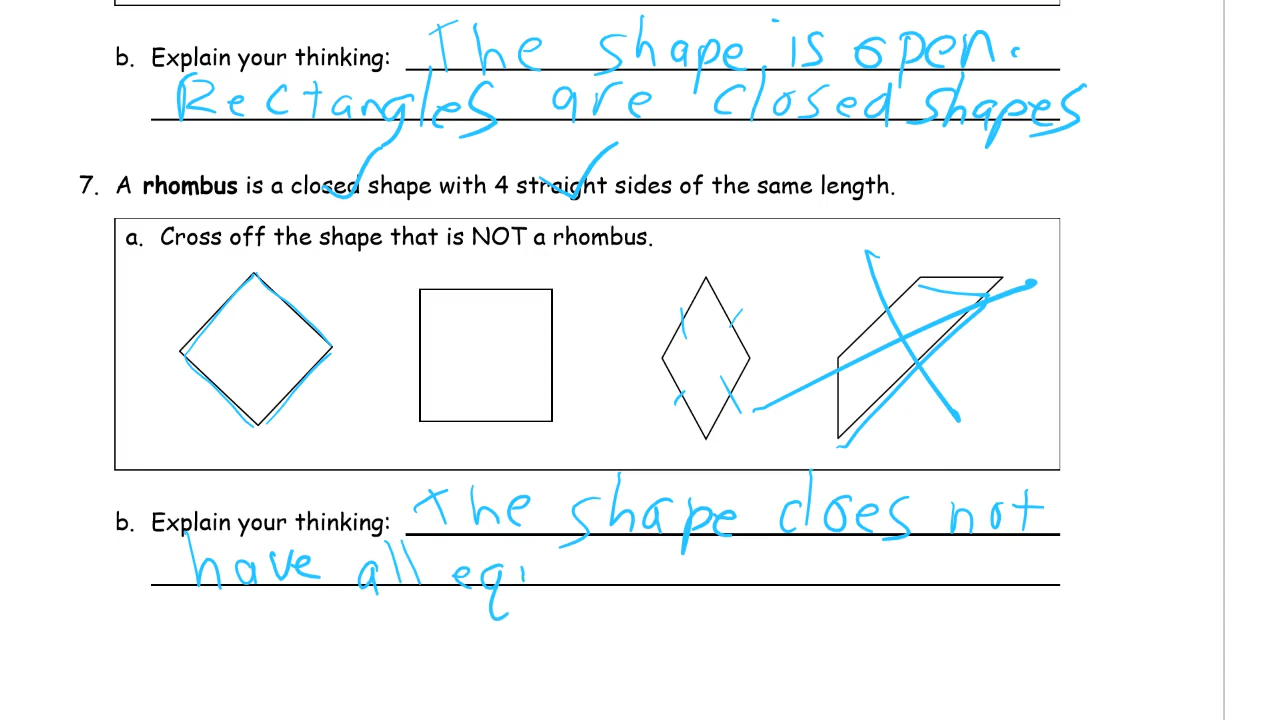 b. Explain your thinking: The shape is open.
Rectangles are closed shapes
7. A rhombus is a closed shape with 4 straight sides of the same length.
a. Cross off the shape that is NOT a rhombus.
b. Explain your thinking: The shape does not
have all equ